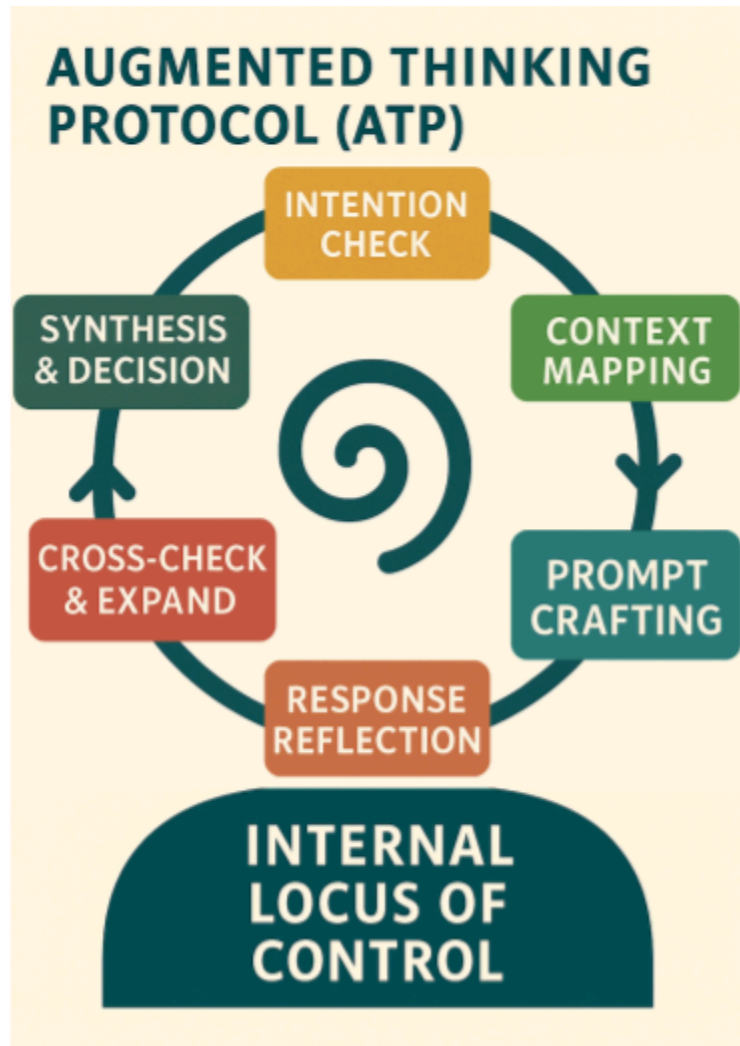 AUGMENTED THINKING
PROTOCOL (ATP)
INTENTION
CHECK
CONTEXT
MAPPING
PROMPT
CRAFTING
RESPONSE
REFLECTION
CROSS-CHECK
& EXPAND
SYNTHESIS
& DECISION
INTERNAL
LOCUS OF
CONTROL